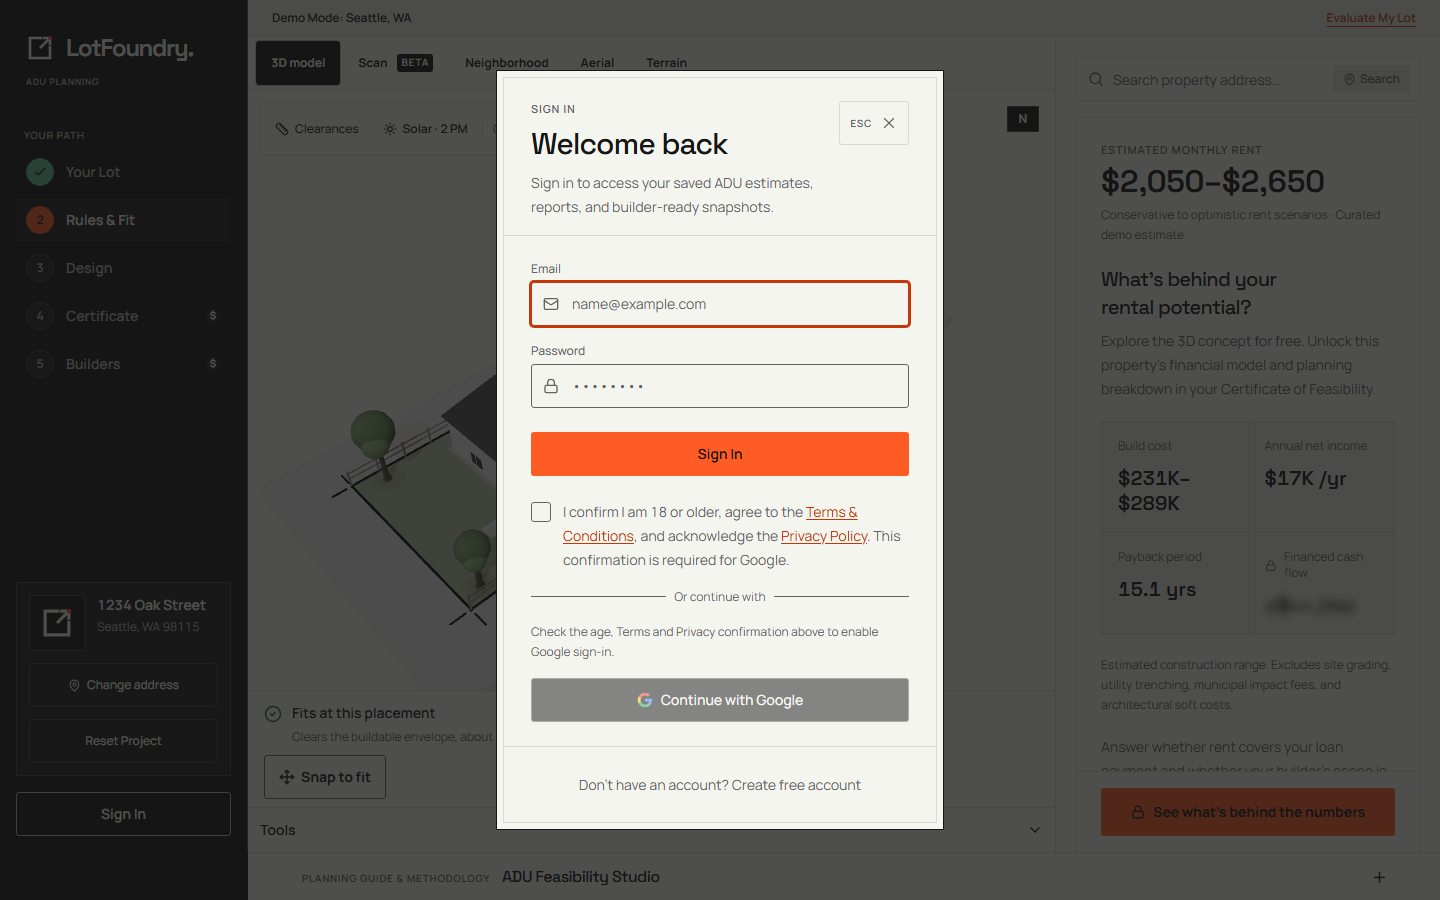 LotFoundry.
ADU PLANNING
YOUR PATH
Your Lot
2 Rules & Fit
3 Design
4 Certificate $
5 Builders $
1234 Oak Street
Seattle, WA 98115
Change address
Reset Project
Sign In
Demo Mode: Seattle, WA
Evaluate My Lot
3D model Scan BETA Neighborhood Aerial Terrain
Clearances Solar · 2 PM
N
Fits at this placement
Clears the buildable envelope, about
Snap to fit
Tools
PLANNING GUIDE & METHODOLOGY ADU Feasibility Studio
SIGN IN
ESC
Welcome back
Sign in to access your saved ADU estimates,
reports, and builder-ready snapshots.
Email
name@example.com
Password
••••••••
Sign In
I confirm I am 18 or older, agree to the Terms &
Conditions, and acknowledge the Privacy Policy. This
confirmation is required for Google.
Or continue with
Check the age, Terms and Privacy confirmation above to enable
Google sign-in.
Continue with Google
Don't have an account? Create free account
Search property address...
Search
ESTIMATED MONTHLY RENT
$2,050–$2,650
Conservative to optimistic rent scenarios · Curated
demo estimate
What's behind your
rental potential?
Explore the 3D concept for free. Unlock this
property's financial model and planning
breakdown in your Certificate of Feasibility.
Build cost
$231K–
$289K
Annual net income
$17K /yr
Payback period
15.1 yrs
Financed cash
flow
Estimated construction range. Excludes site grading,
utility trenching, municipal impact fees, and
architectural soft costs.
Answer whether rent covers your loan
payment and whether your builder's scope is
See what's behind the numbers